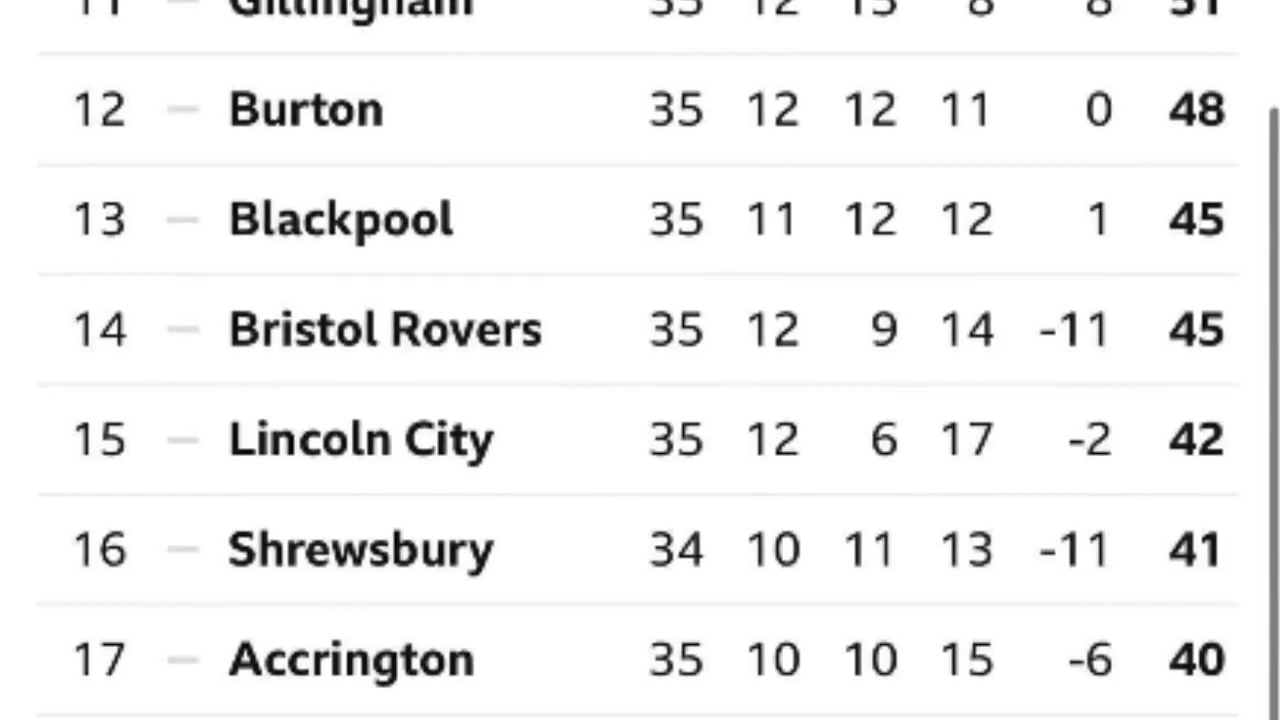 11 — Gillingham 35 12 15 8 8 51
12 — Burton 35 12 12 11 0 48
13 — Blackpool 35 11 12 12 1 45
14 — Bristol Rovers 35 12 9 14 -11 45
15 — Lincoln City 35 12 6 17 -2 42
16 — Shrewsbury 34 10 11 13 -11 41
17 — Accrington 35 10 10 15 -6 40